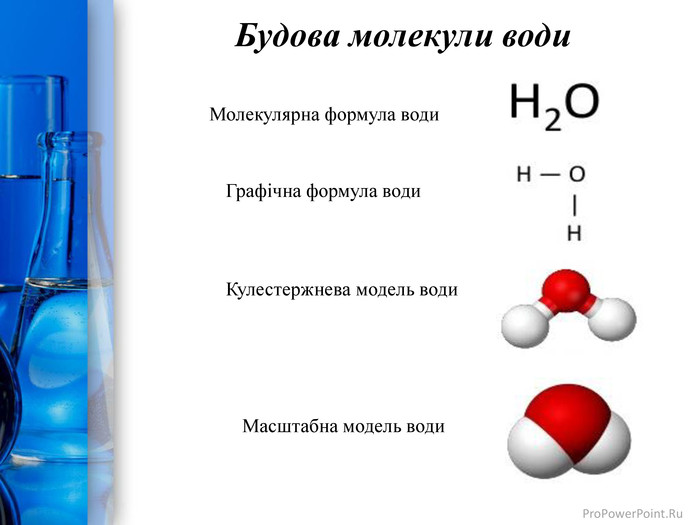 Будова молекули води
Молекулярна формула води
H₂O
Графічна формула води
H — O
|
H
Кулестержнева модель води
Масштабна модель води
ProPowerPoint.Ru